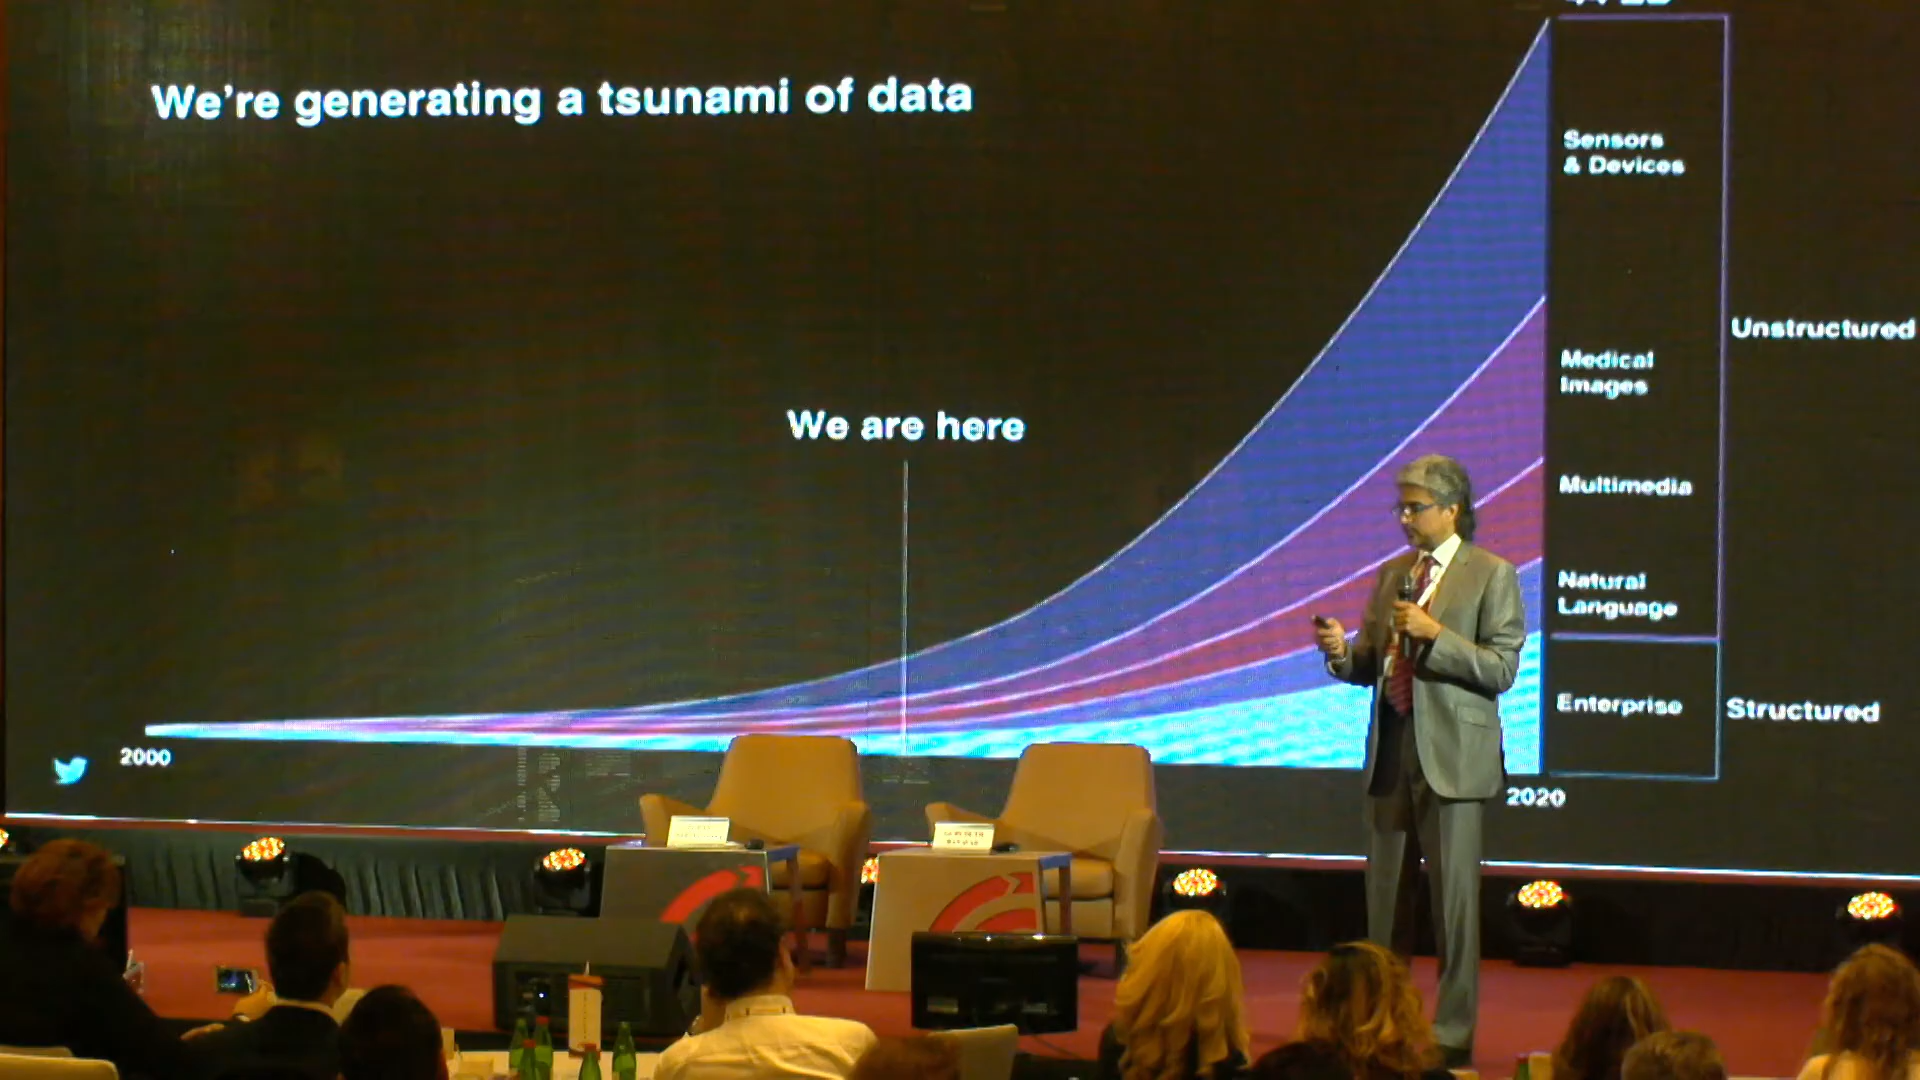 We're generating a tsunami of data
Sensors
& Devices
Unstructured
Medical
Images
We are here
Multimedia
Natural
Language
Enterprise
Structured
2000
2020